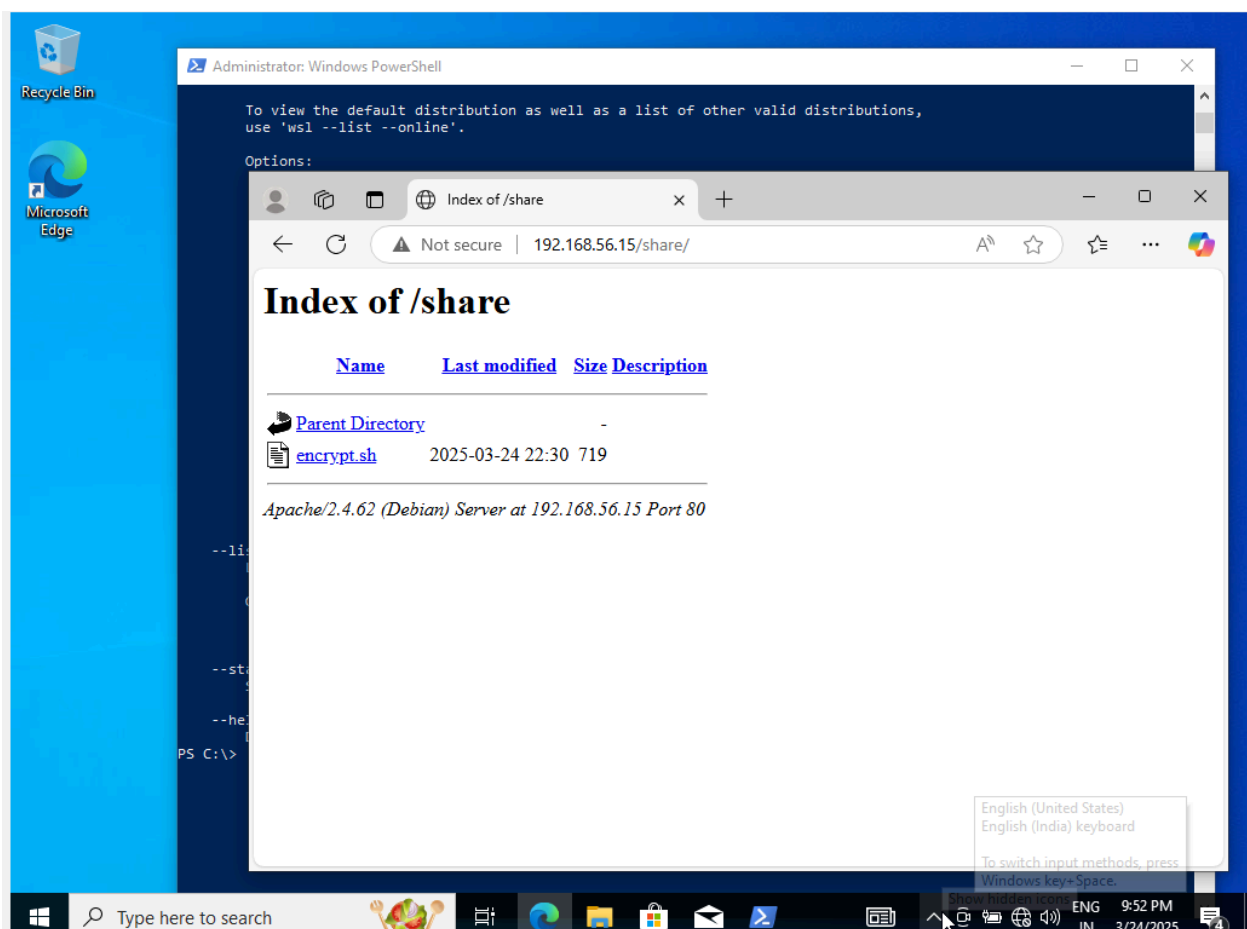 Recycle Bin
Microsoft
Edge
Administrator: Windows PowerShell
To view the default distribution as well as a list of other valid distributions,
use 'wsl --list --online'.
Options:
Index of /share
Not secure | 192.168.56.15/share/
Index of /share
Name Last modified Size Description
Parent Directory -
encrypt.sh 2025-03-24 22:30 719
Apache/2.4.62 (Debian) Server at 192.168.56.15 Port 80
--li
--sta
--he
PS C:\>
English (United States)
English (India) keyboard
To switch input methods, press
Windows key+Space.
Show hidden icons
Type here to search
ENG
IN
9:52 PM
3/24/2025
4